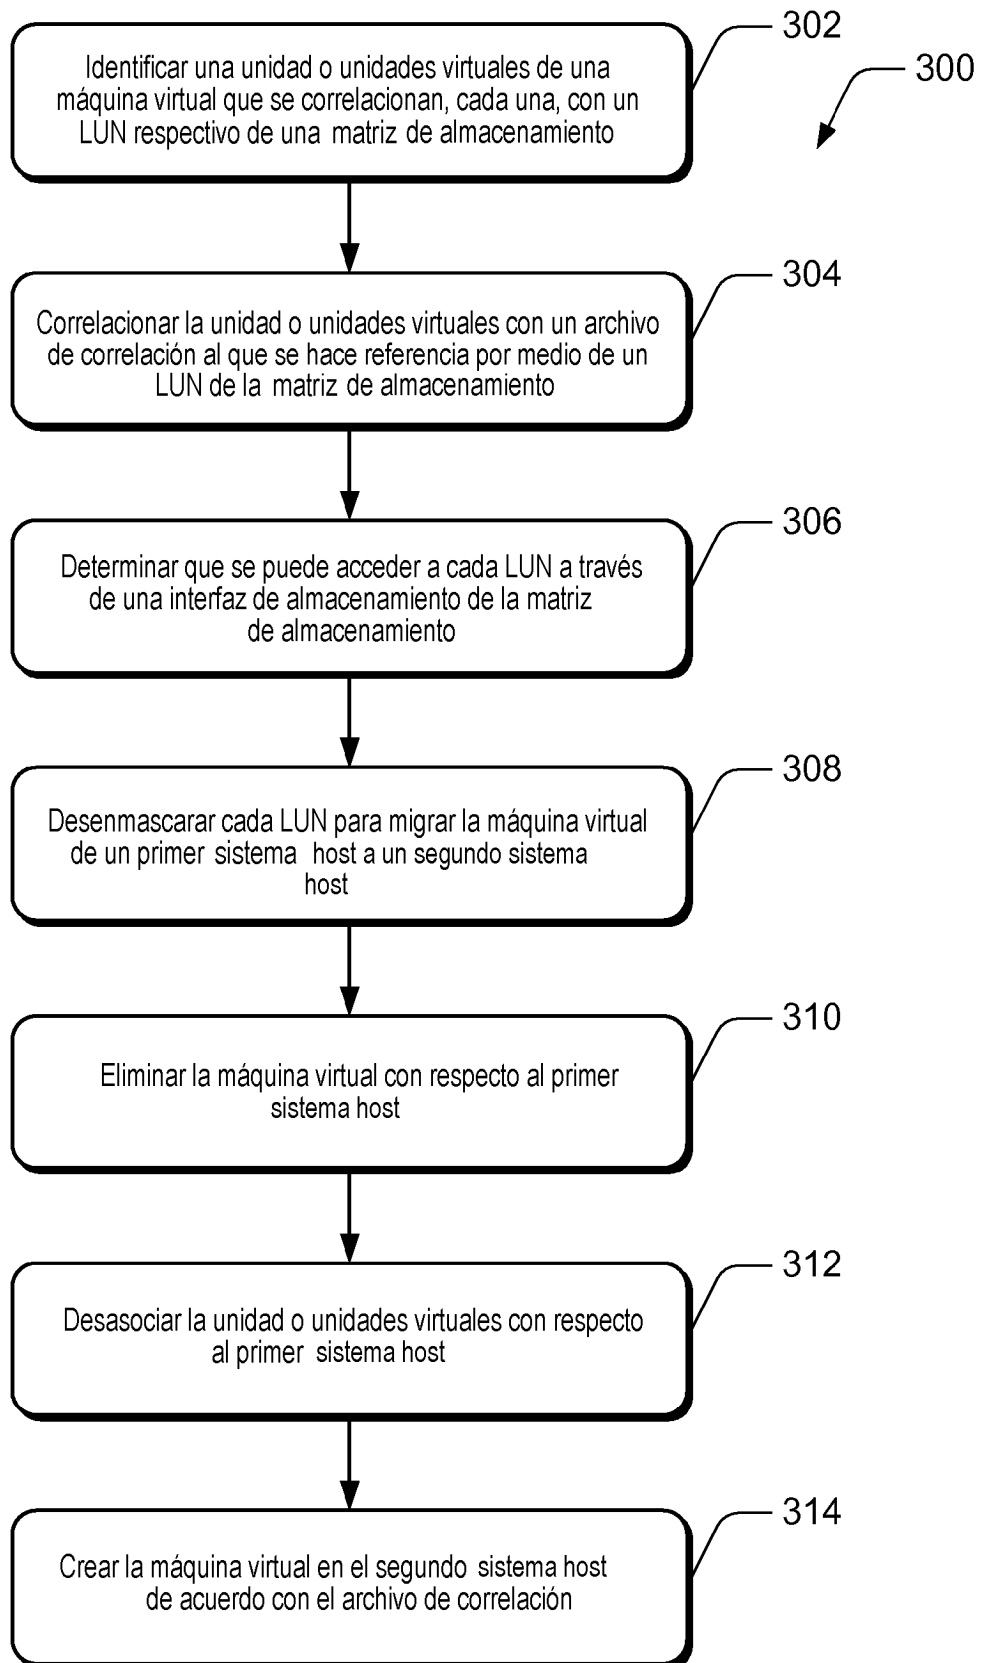 302
300
Identificar una unidad o unidades virtuales de una
máquina virtual que se correlacionan, cada una, con un
LUN respectivo de una matriz de almacenamiento
304
Correlacionar la unidad o unidades virtuales con un archivo
de correlación al que se hace referencia por medio de un
LUN de la matriz de almacenamiento
306
Determinar que se puede acceder a cada LUN a través
de una interfaz de almacenamiento de la matriz
de almacenamiento
308
Desenmascarar cada LUN para migrar la máquina virtual
de un primer sistema host a un segundo sistema
host
310
Eliminar la máquina virtual con respecto al primer
sistema host
312
Desasociar la unidad o unidades virtuales con respecto
al primer sistema host
314
Crear la máquina virtual en el segundo sistema host
de acuerdo con el archivo de correlación